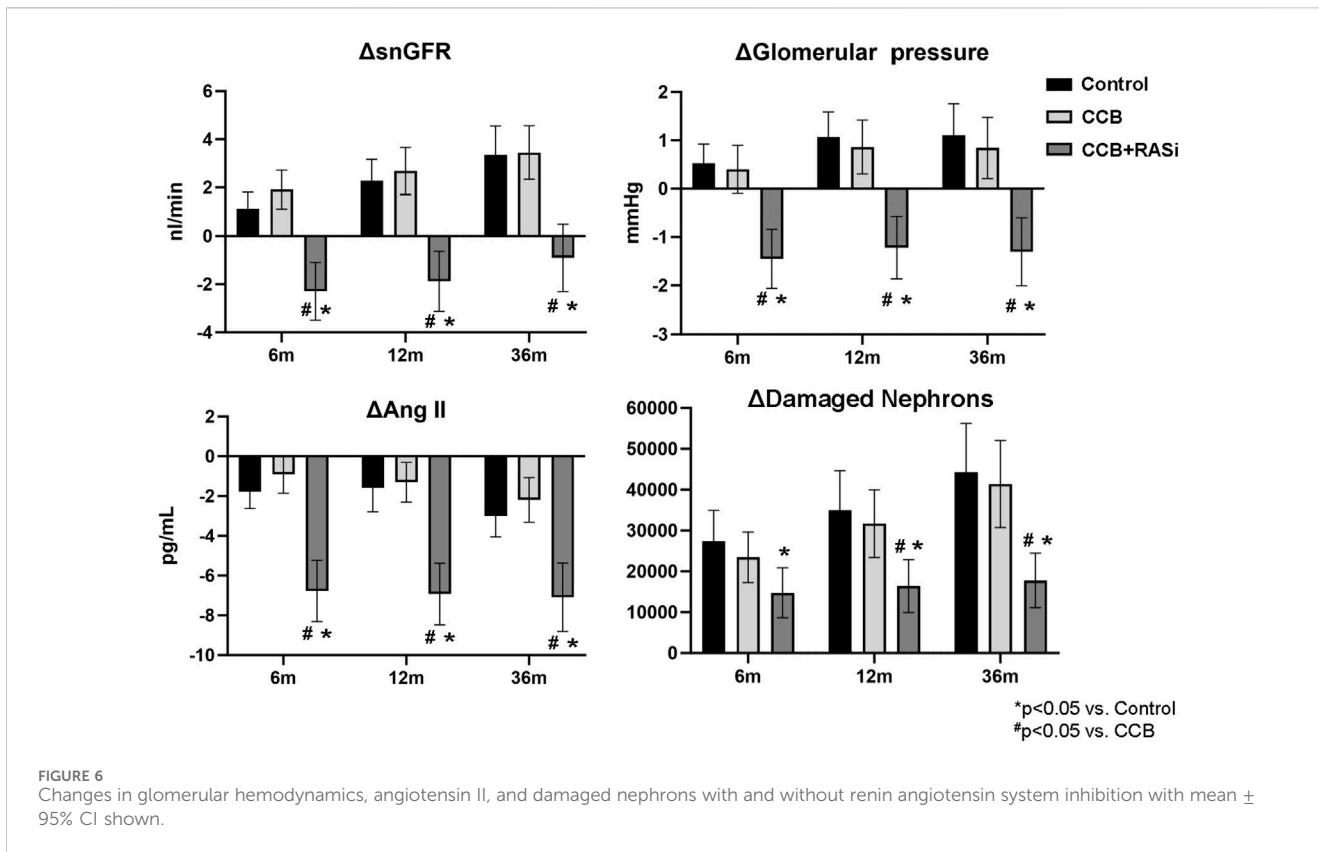 ΔsnGFR
6
4
2
0
-2
-4
nl/min
# *
# *
# *
6m
12m
36m
ΔGlomerular pressure
2
1
0
-1
-2
-3
mmHg
# *
# *
# *
6m
12m
36m
Control
CCB
CCB+RASi
ΔAng II
2
0
-2
-4
-6
-8
-10
pg/mL
# *
# *
# *
6m
12m
36m
ΔDamaged Nephrons
60000
50000
40000
30000
20000
10000
0
*
# *
# *
6m
12m
36m
*p<0.05 vs. Control
#p<0.05 vs. CCB
FIGURE 6
Changes in glomerular hemodynamics, angiotensin II, and damaged nephrons with and without renin angiotensin system inhibition with mean ±
95% CI shown.